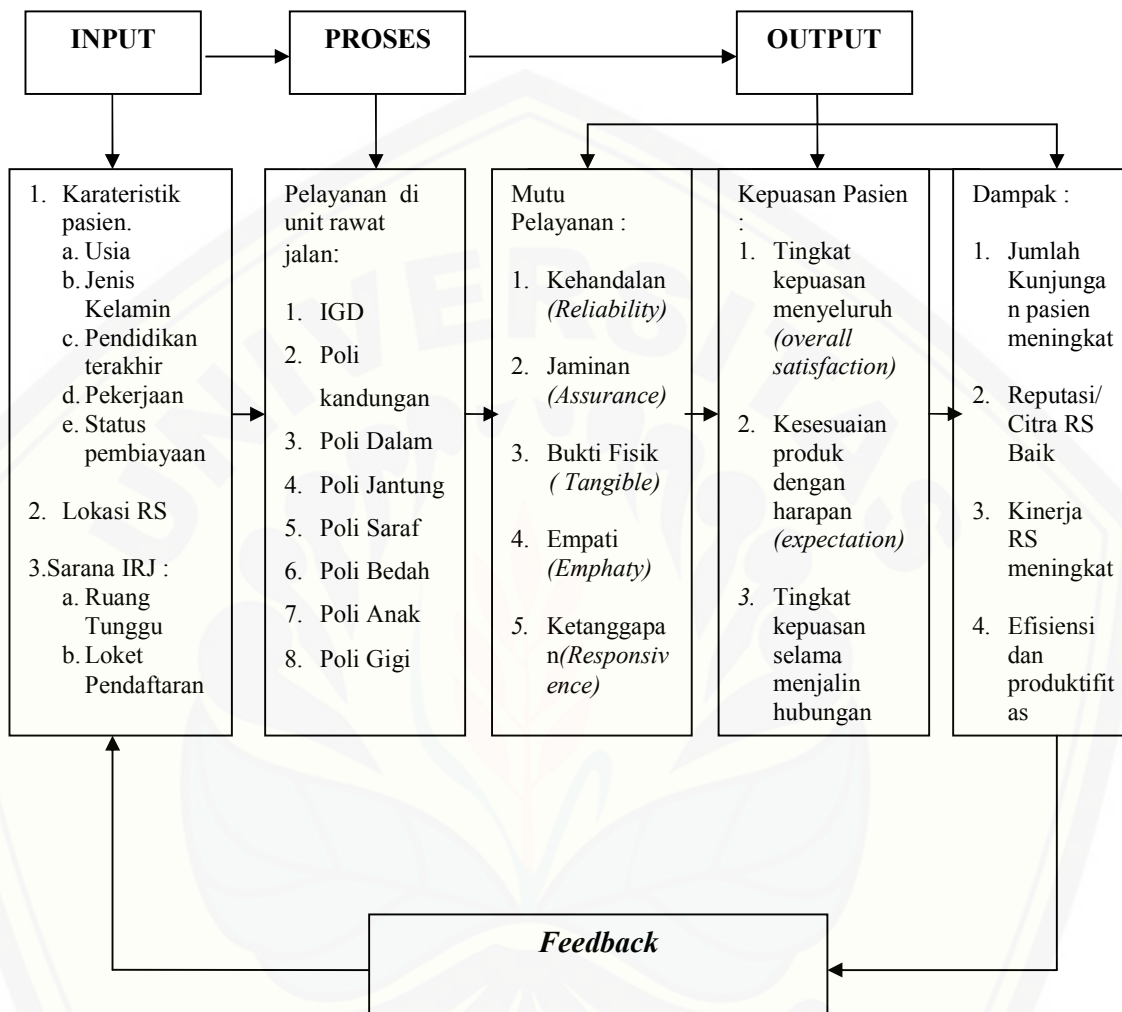 INPUT
PROSES
OUTPUT
1. Karateristik
pasien.
a. Usia
b. Jenis
Kelamin
c. Pendidikan
terakhir
d. Pekerjaan
e. Status
pembiayaan
2. Lokasi RS
3.Sarana IRJ :
a. Ruang
Tunggu
b. Loket
Pendaftaran
Pelayanan di
unit rawat
jalan:
1. IGD
2. Poli
kandungan
3. Poli Dalam
4. Poli Jantung
5. Poli Saraf
6. Poli Bedah
7. Poli Anak
8. Poli Gigi
Mutu
Pelayanan :
1. Kehandalan
(Reliability)
2. Jaminan
(Assurance)
3. Bukti Fisik
( Tangible)
4. Empati
(Emphaty)
5. Ketanggapa
n(Responsiv
ence)
Kepuasan Pasien
:
1. Tingkat
kepuasan
menyeluruh
(overall
satisfaction)
2. Kesesuaian
produk
dengan
harapan
(expectation)
3. Tingkat
kepuasan
selama
menjalin
hubungan
Dampak :
1. Jumlah
Kunjunga
n pasien
meningkat
2. Reputasi/
Citra RS
Baik
3. Kinerja
RS
meningkat
4. Efisiensi
dan
produktifit
as
Feedback
UNIVERSITAS